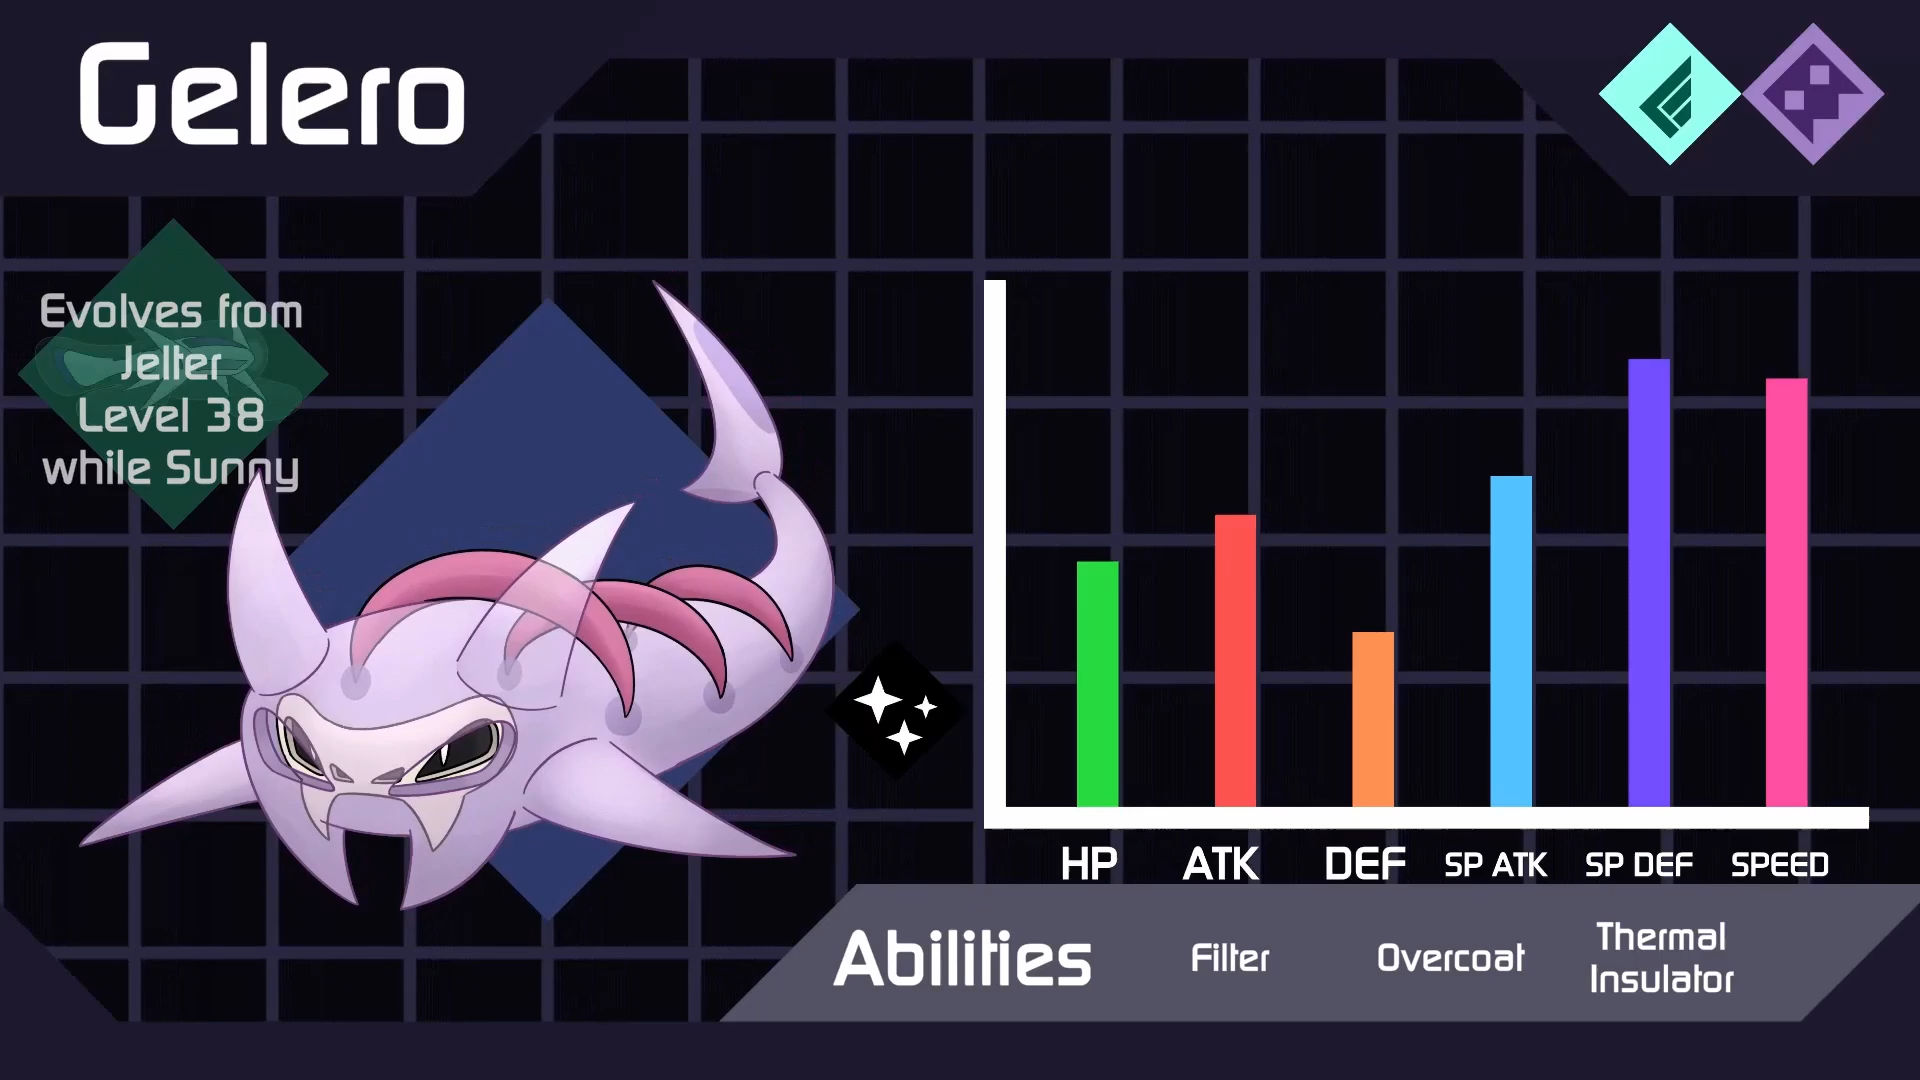 Gelero
Evolves from
Jelter
Level 38
while Sunny
HP ATK DEF SP ATK SP DEF SPEED
Abilities
Filter
Overcoat
Thermal
Insulator